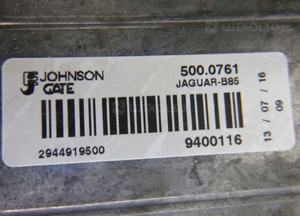 JOHNSON
GATE
500.0761
JAGUAR-B85
2944919500
9400116
13 / 07 / 16
09